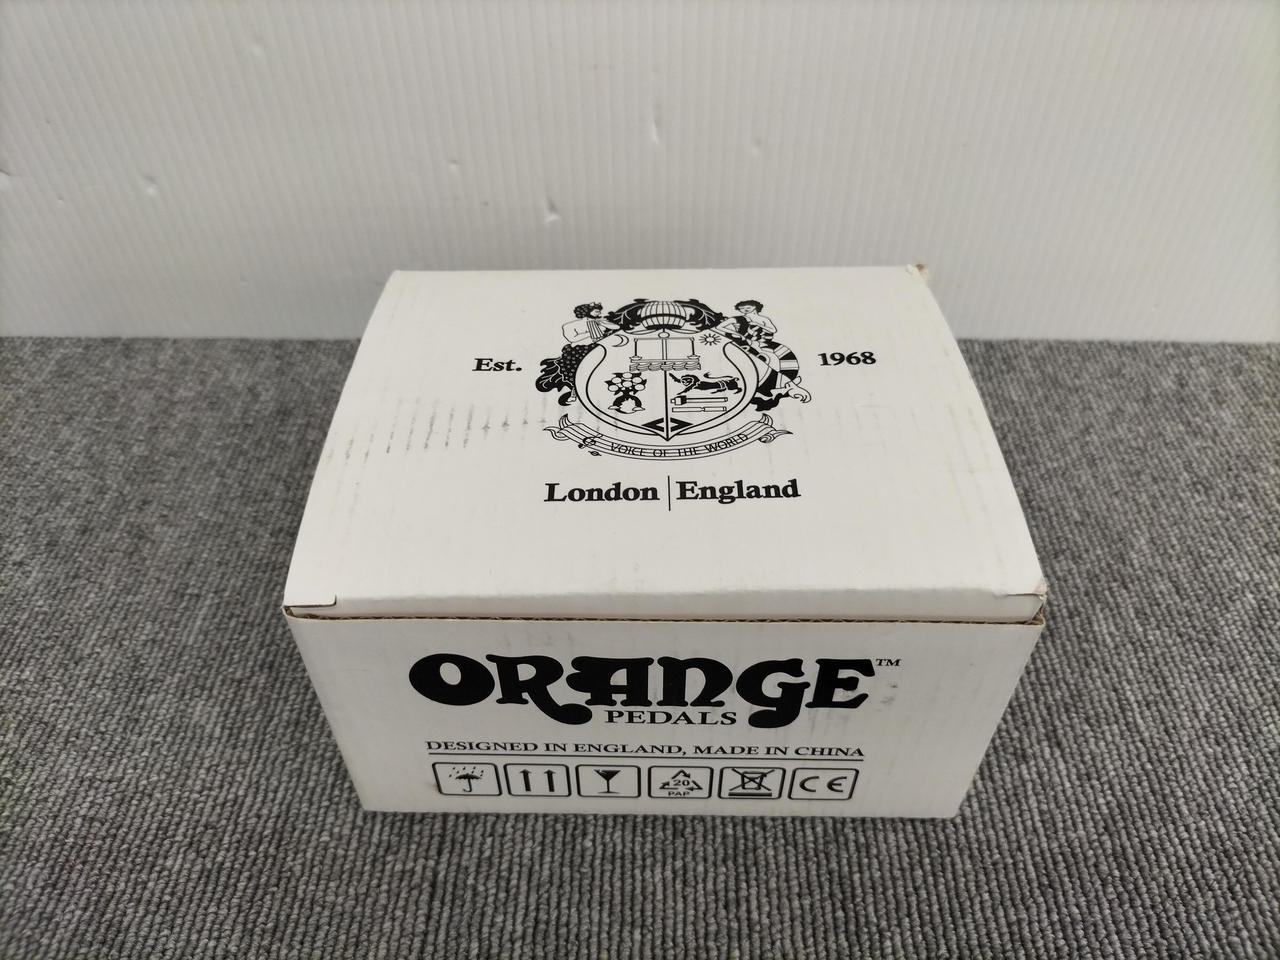 Est. 1968
VOICE OF THE WORLD
London | England
ORANGE™
PEDALS
DESIGNED IN ENGLAND, MADE IN CHINA
20
PAP
CE